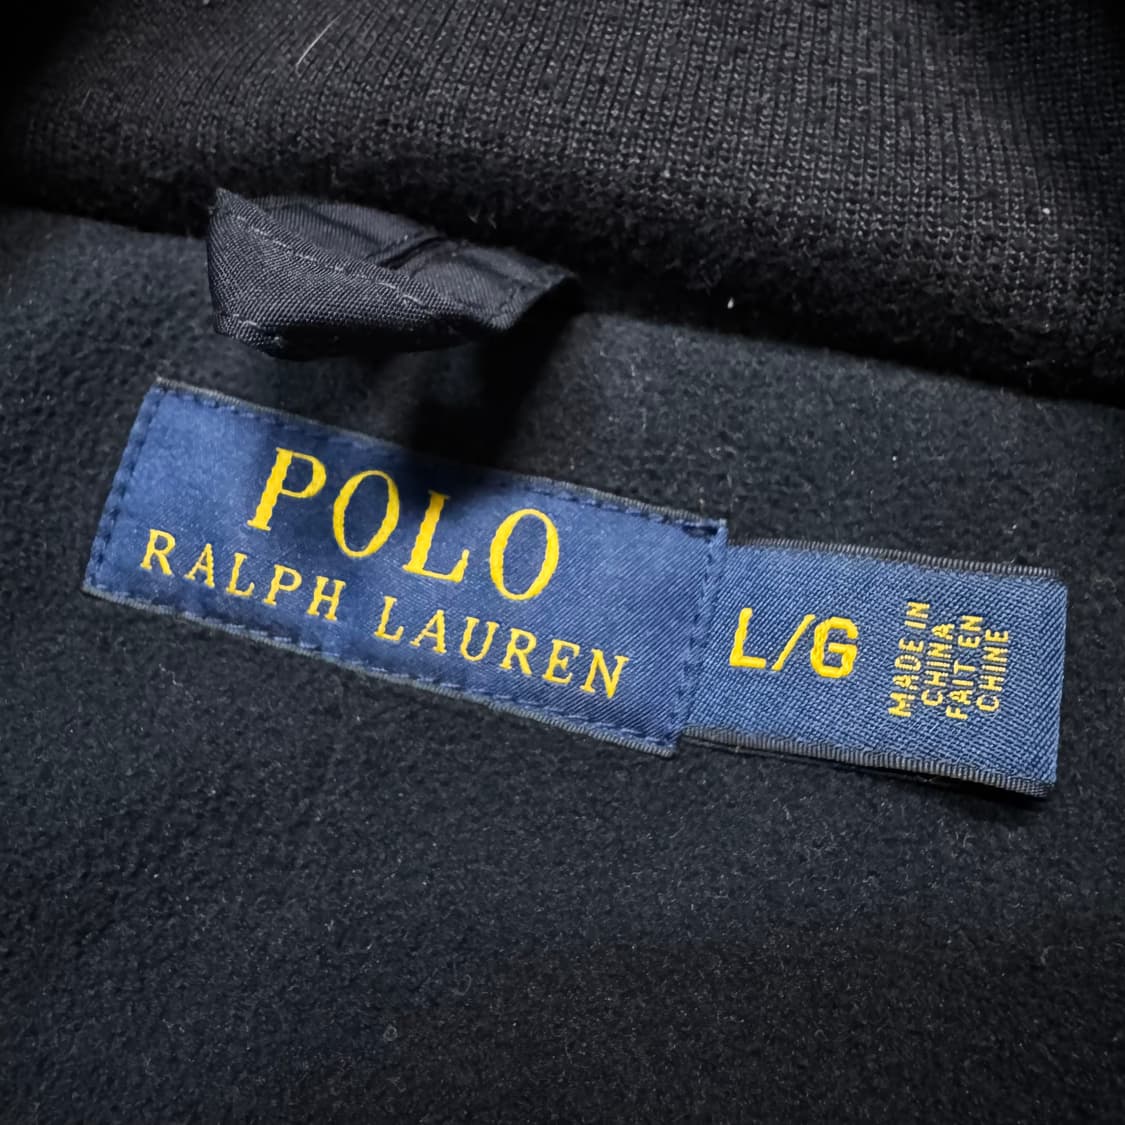 POLO
RALPH LAUREN
L/G
MADE IN
CHINA
FAIT EN
CHINE